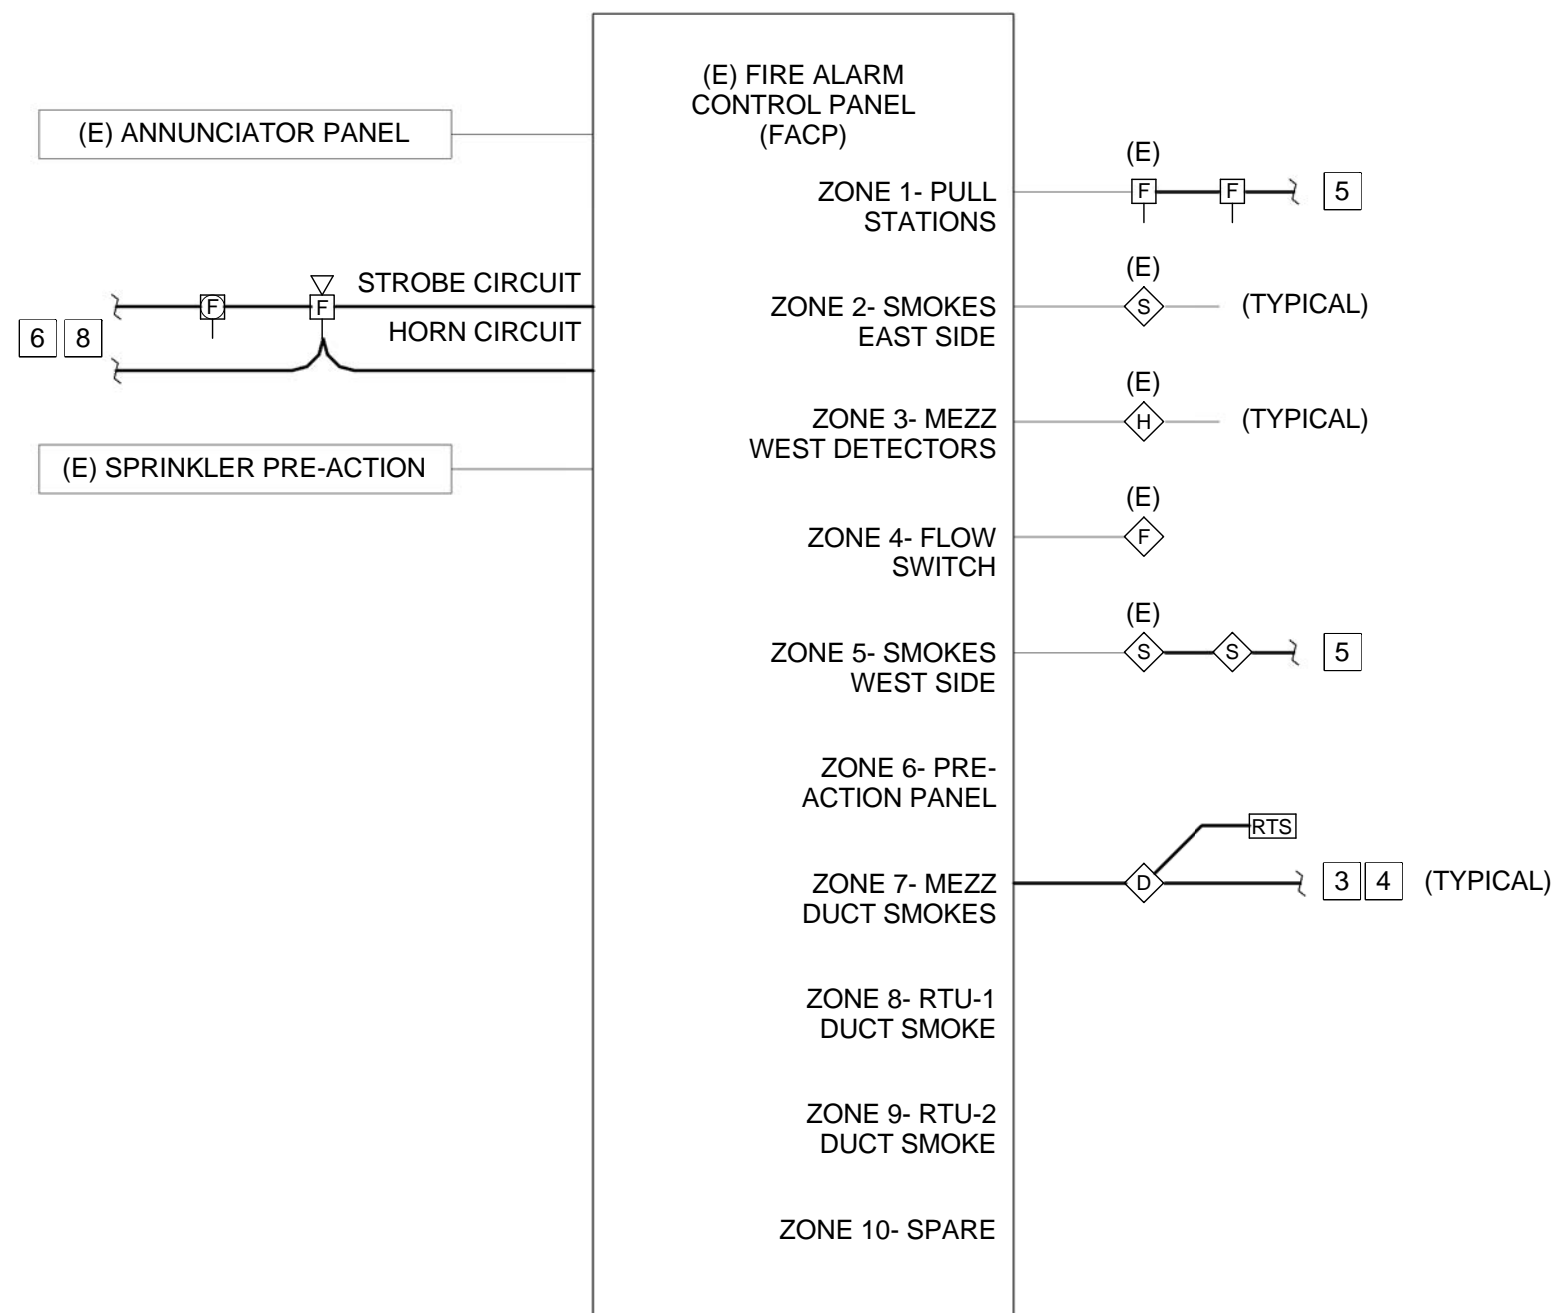 (E) FIRE ALARM
CONTROL PANEL
(FACP)
(E) ANNUNCIATOR PANEL
STROBE CIRCUIT
F
F
HORN CIRCUIT
6 8
(E) SPRINKLER PRE-ACTION
ZONE 1- PULL
STATIONS
(E)
F
F
5
ZONE 2- SMOKES
EAST SIDE
(E)
S
(TYPICAL)
ZONE 3- MEZZ
WEST DETECTORS
(E)
H
(TYPICAL)
ZONE 4- FLOW
SWITCH
(E)
F
ZONE 5- SMOKES
WEST SIDE
(E)
S
S
5
ZONE 6- PRE-
ACTION PANEL
ZONE 7- MEZZ
DUCT SMOKES
RTS
D
3 4 (TYPICAL)
ZONE 8- RTU-1
DUCT SMOKE
ZONE 9- RTU-2
DUCT SMOKE
ZONE 10- SPARE